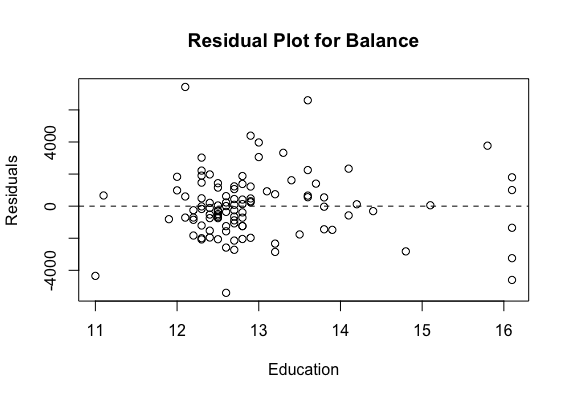 Residual Plot for Balance
Residuals
4000
0
-4000
11 12 13 14 15 16
Education